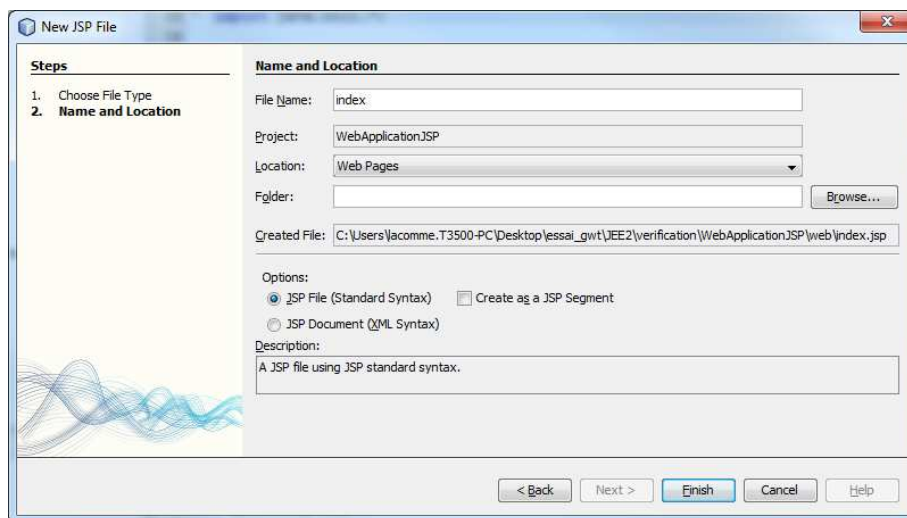 New JSP File
Steps
1. Choose File Type
2. Name and Location
Name and Location
File Name: index
Project: WebApplicationJSP
Location: Web Pages
Folder: Browse...
Created File: C:\Users\lacomme.T3500-PC\Desktop\essai_gwt\JEE2\verification\WebApplicationJSP\web\index.jsp
Options:
JSP File (Standard Syntax) Create as a JSP Segment
JSP Document (XML Syntax)
Description:
A JSP file using JSP standard syntax.
< Back Next > Finish Cancel Help